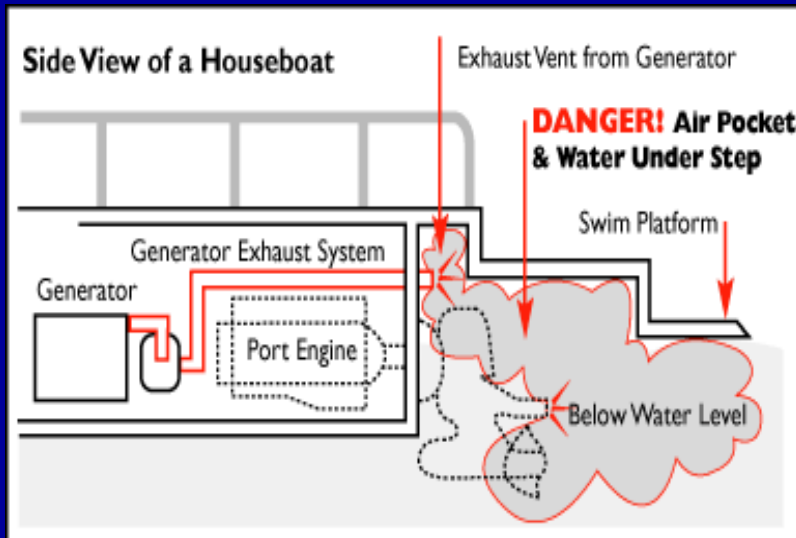 Side View of a Houseboat
Exhaust Vent from Generator
DANGER! Air Pocket
& Water Under Step
Swim Platform
Generator Exhaust System
Generator
Port Engine
Below Water Level